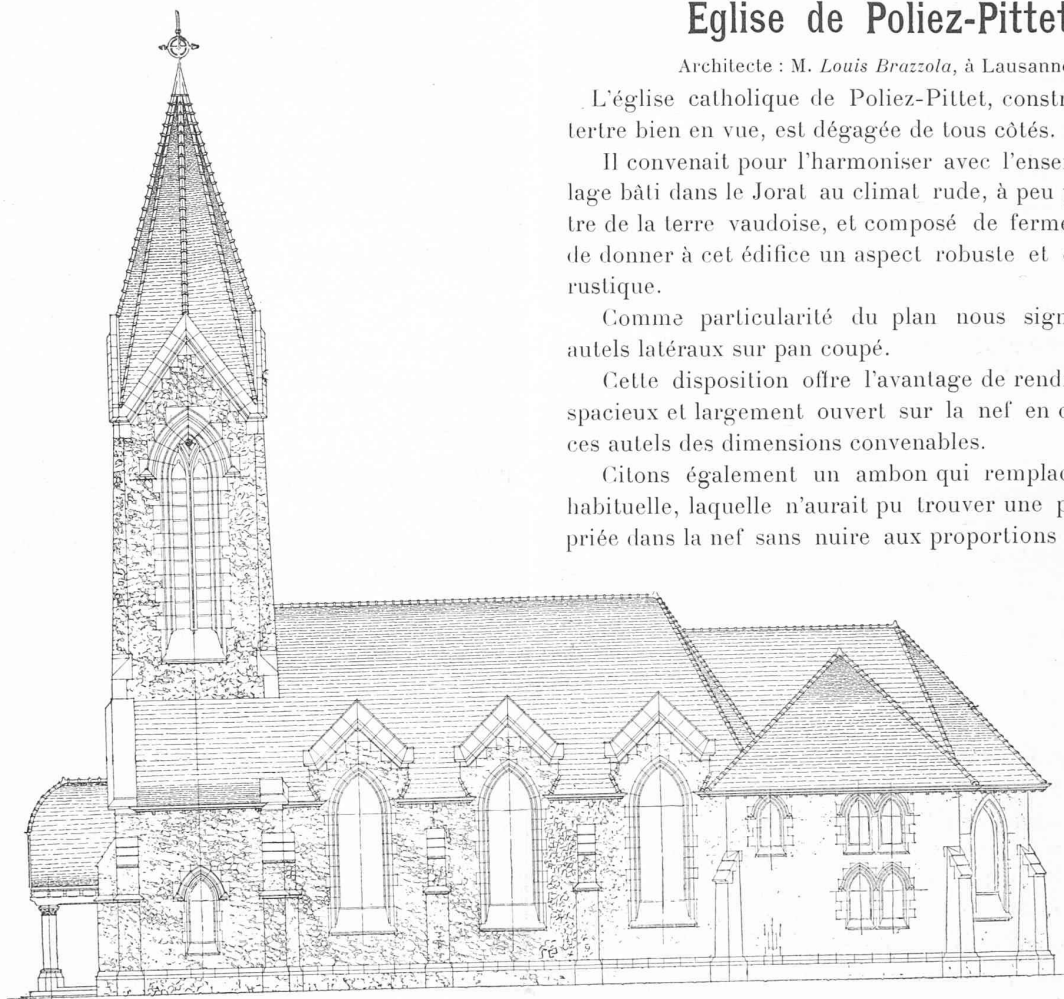 Eglise de Poliez-Pittet
Architecte : M. Louis Brazzola, à Lausanne
L'église catholique de Poliez-Pittet, constr
tertre bien en vue, est dégagée de tous côtés.
Il convenait pour l'harmoniser avec l'ense
lage bâti dans le Jorat au climat rude, à peu
tre de la terre vaudoise, et composé de ferme
de donner à cet édifice un aspect robuste et
rustique.
Comme particularité du plan nous sign
autels latéraux sur pan coupé.
Cette disposition offre l'avantage de rend
spacieux et largement ouvert sur la nef en
ces autels des dimensions convenables.
Citons également un ambon qui remplac
habituelle, laquelle n'aurait pu trouver une p
priée dans la nef sans nuire aux proportions